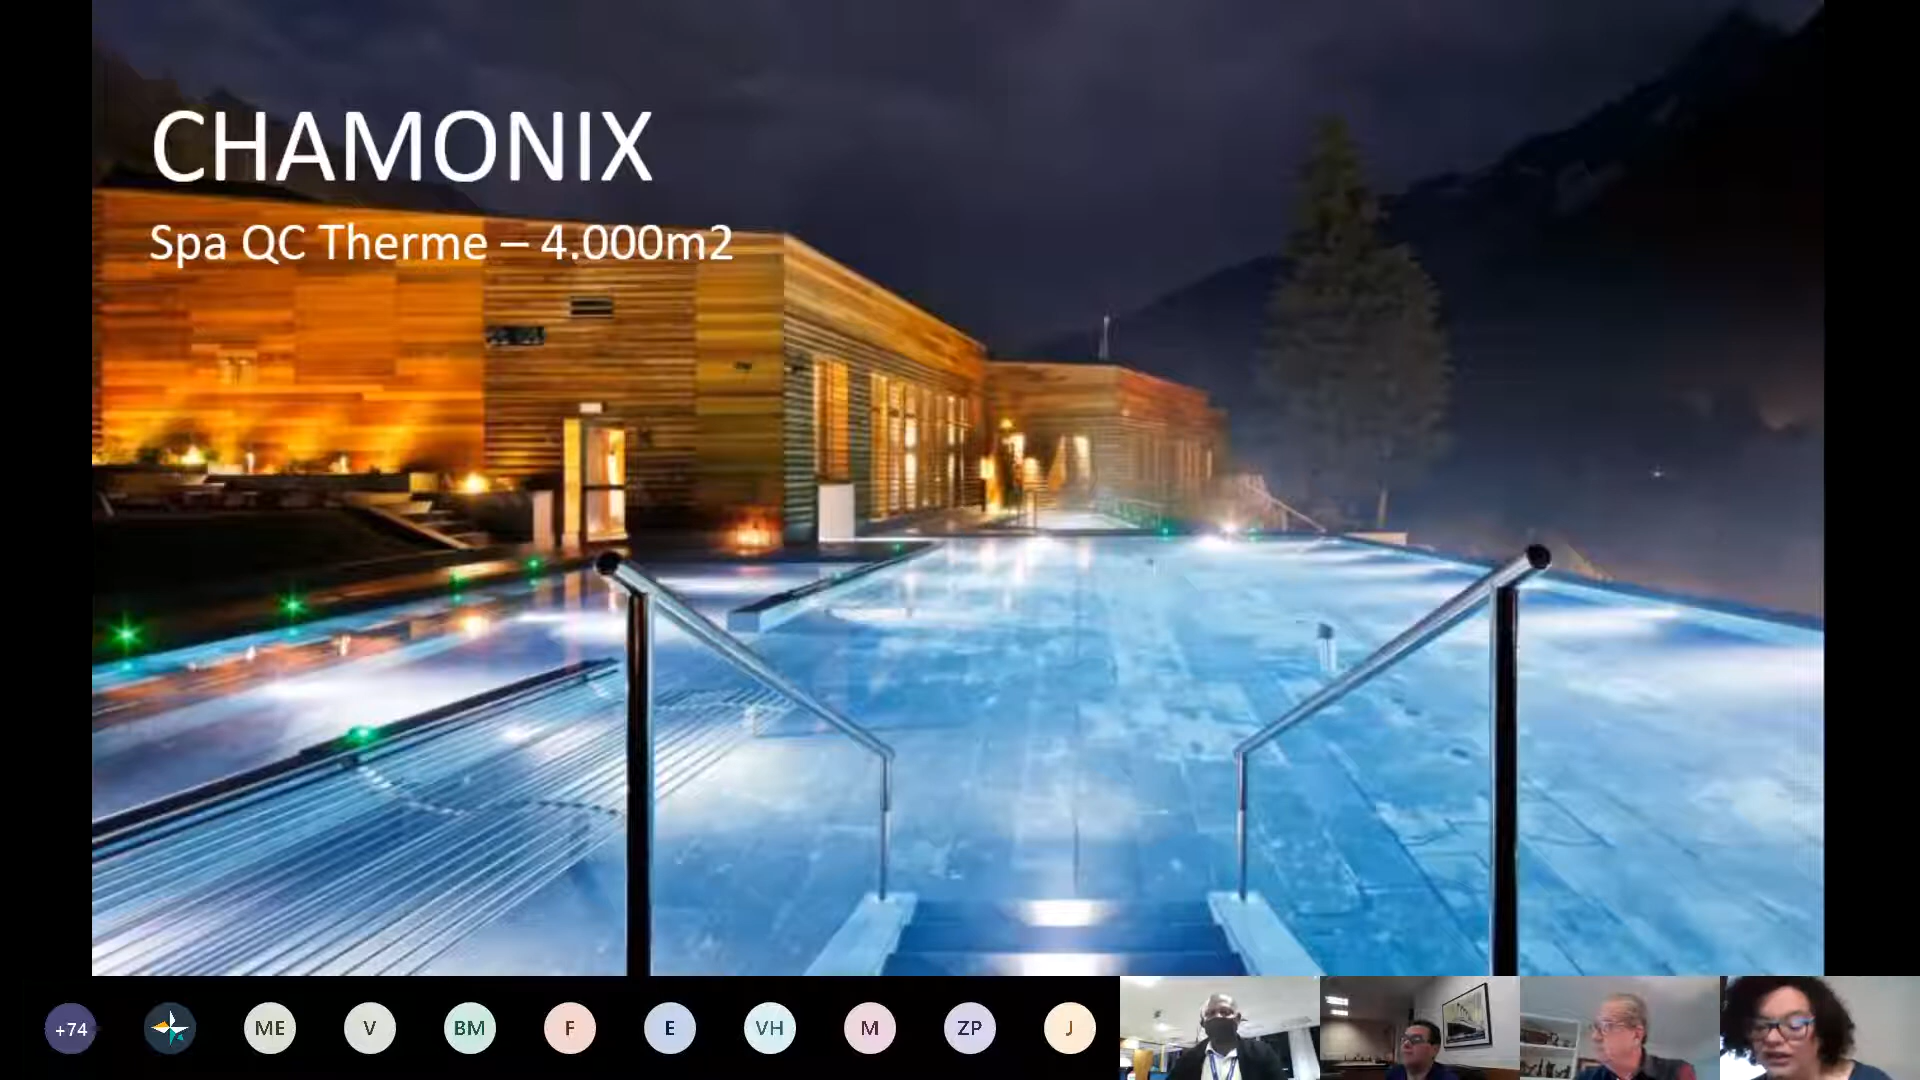 CHAMONIX
Spa QC Therme – 4.000m2
+74
ME
V
BM
F
E
VH
M
ZP
J